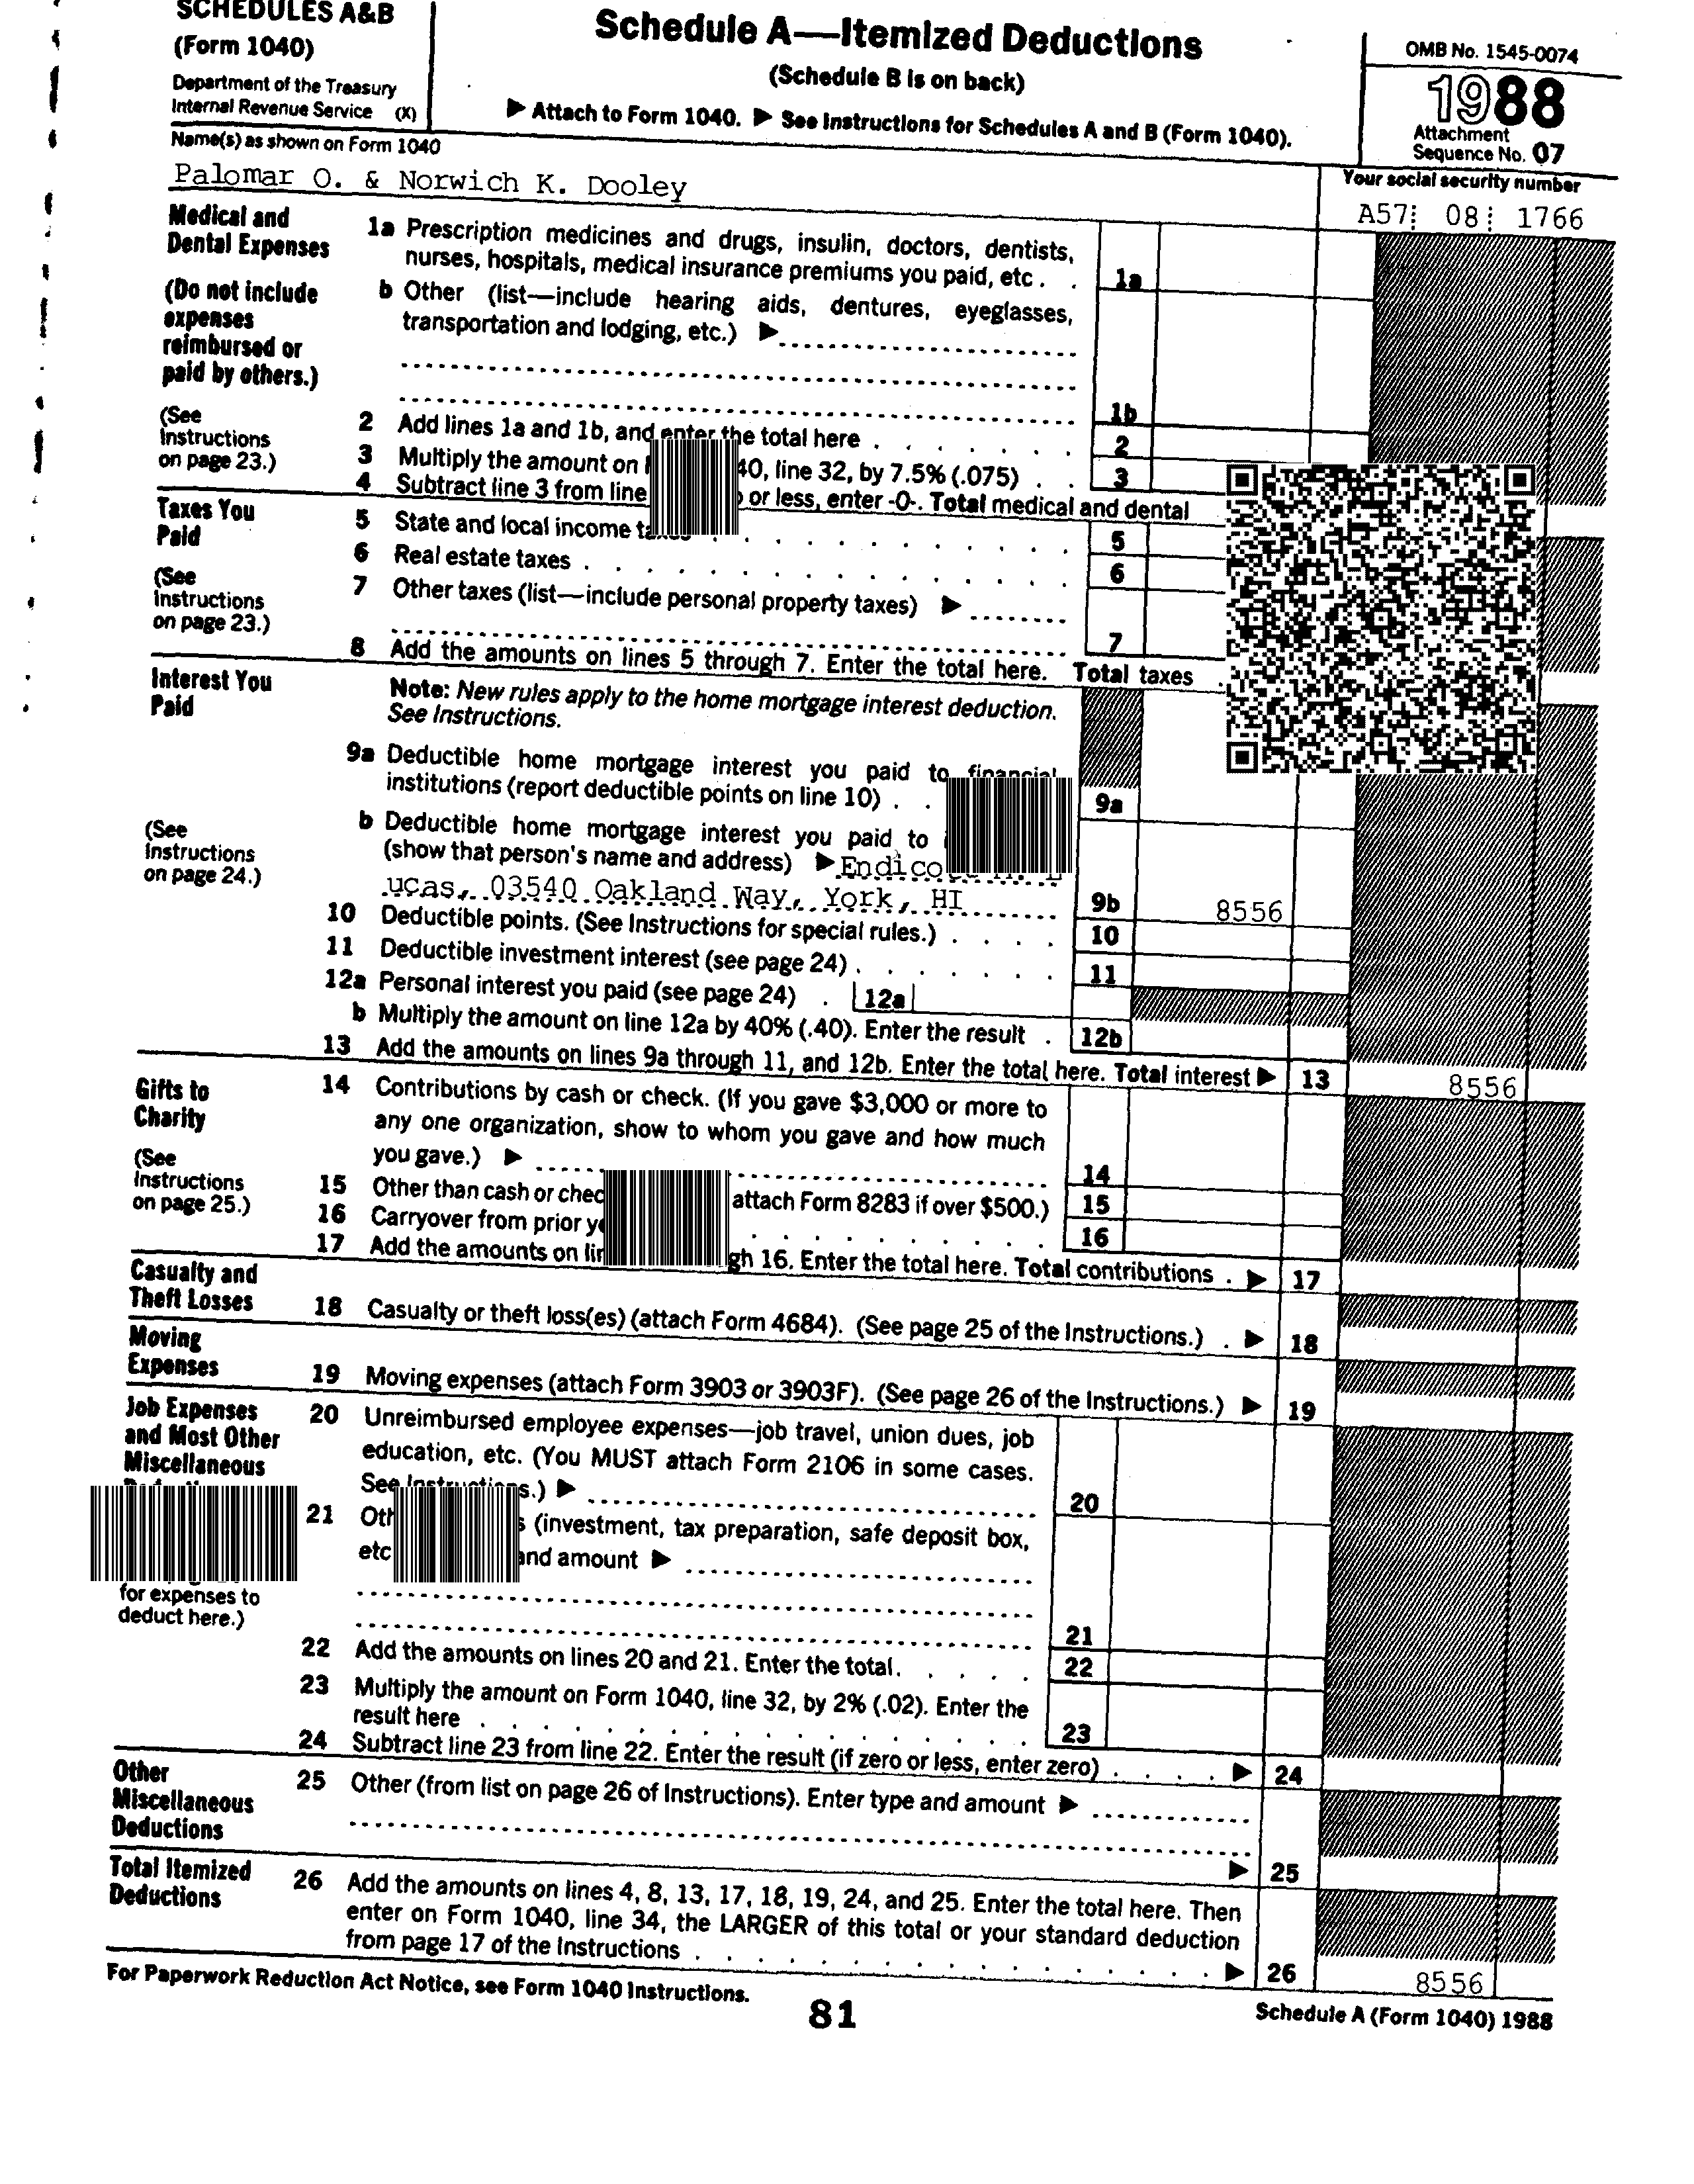 SCHEDULES A&B
(Form 1040)
Department of the Treasury
Internal Revenue Service (X)
Schedule A—Itemized Deductions
(Schedule B is on back)
▶ Attach to Form 1040. ▶ See Instructions for Schedules A and B (Form 1040).
OMB No. 1545-0074
1988
Attachment
Sequence No. 07
Name(s) as shown on Form 1040
Palomar O. & Norwich K. Dooley
Your social security number
A57 08 1766
Medical and
Dental Expenses
(Do not include
expenses
reimbursed or
paid by others.)
(See
Instructions
on page 23.)
1a Prescription medicines and drugs, insulin, doctors, dentists,
nurses, hospitals, medical insurance premiums you paid, etc . . 1a
b Other (list—include hearing aids, dentures, eyeglasses,
transportation and lodging, etc.) ▶
1b
2 Add lines 1a and 1b, and enter the total here . . . . . . . 2
3 Multiply the amount on 40, line 32, by 7.5% (.075) . . 3
4 Subtract line 3 from line or less, enter -0-. Total medical and dental
Taxes You
Paid
(See
Instructions
on page 23.)
5 State and local income . . . . . . . . . . . 5
6 Real estate taxes . . . . . . . . . . . . . . . . 6
7 Other taxes (list—include personal property taxes) ▶
7
8 Add the amounts on lines 5 through 7. Enter the total here. Total taxes
Interest You
Paid
(See
Instructions
on page 24.)
Note: New rules apply to the home mortgage interest deduction.
See Instructions.
9a Deductible home mortgage interest you paid to financial
institutions (report deductible points on line 10) . . 9a
b Deductible home mortgage interest you paid to
(show that person's name and address) ▶ Endico
ucas, 03540 Oakland Way, York, HI 9b 8556
10 Deductible points. (See Instructions for special rules.) . . . . 10
11 Deductible investment interest (see page 24) . . . . . . . 11
12a Personal interest you paid (see page 24) . 12a
b Multiply the amount on line 12a by 40% (.40). Enter the result . 12b
13 Add the amounts on lines 9a through 11, and 12b. Enter the total here. Total interest ▶ 13 8556
Gifts to
Charity
(See
Instructions
on page 25.)
14 Contributions by cash or check. (If you gave $3,000 or more to
any one organization, show to whom you gave and how much
you gave.) ▶ 14
15 Other than cash or chec attach Form 8283 if over $500.) 15
16 Carryover from prior . . . . . . . . . . 16
17 Add the amounts on gh 16. Enter the total here. Total contributions . ▶ 17
Casualty and
Theft Losses
18 Casualty or theft loss(es) (attach Form 4684). (See page 25 of the Instructions.) . ▶ 18
Moving
Expenses
19 Moving expenses (attach Form 3903 or 3903F). (See page 26 of the Instructions.) ▶ 19
Job Expenses
and Most Other
Miscellaneous
for expenses to
deduct here.)
20 Unreimbursed employee expenses—job travel, union dues, job
education, etc. (You MUST attach Form 2106 in some cases.
See Instructions.) ▶ 20
21 Oth (investment, tax preparation, safe deposit box,
etc and amount ▶
21
22 Add the amounts on lines 20 and 21. Enter the total. . . . . 22
23 Multiply the amount on Form 1040, line 32, by 2% (.02). Enter the
result here . . . . . . . . . . . . . . . . . . 23
24 Subtract line 23 from line 22. Enter the result (if zero or less, enter zero) . . . . ▶ 24
Other
Miscellaneous
Deductions
25 Other (from list on page 26 of Instructions). Enter type and amount ▶
▶ 25
Total Itemized
Deductions
26 Add the amounts on lines 4, 8, 13, 17, 18, 19, 24, and 25. Enter the total here. Then
enter on Form 1040, line 34, the LARGER of this total or your standard deduction
from page 17 of the Instructions . . . . . . . . . . . . . . . . ▶ 26 8556
For Paperwork Reduction Act Notice, see Form 1040 Instructions.
81
Schedule A (Form 1040) 1988